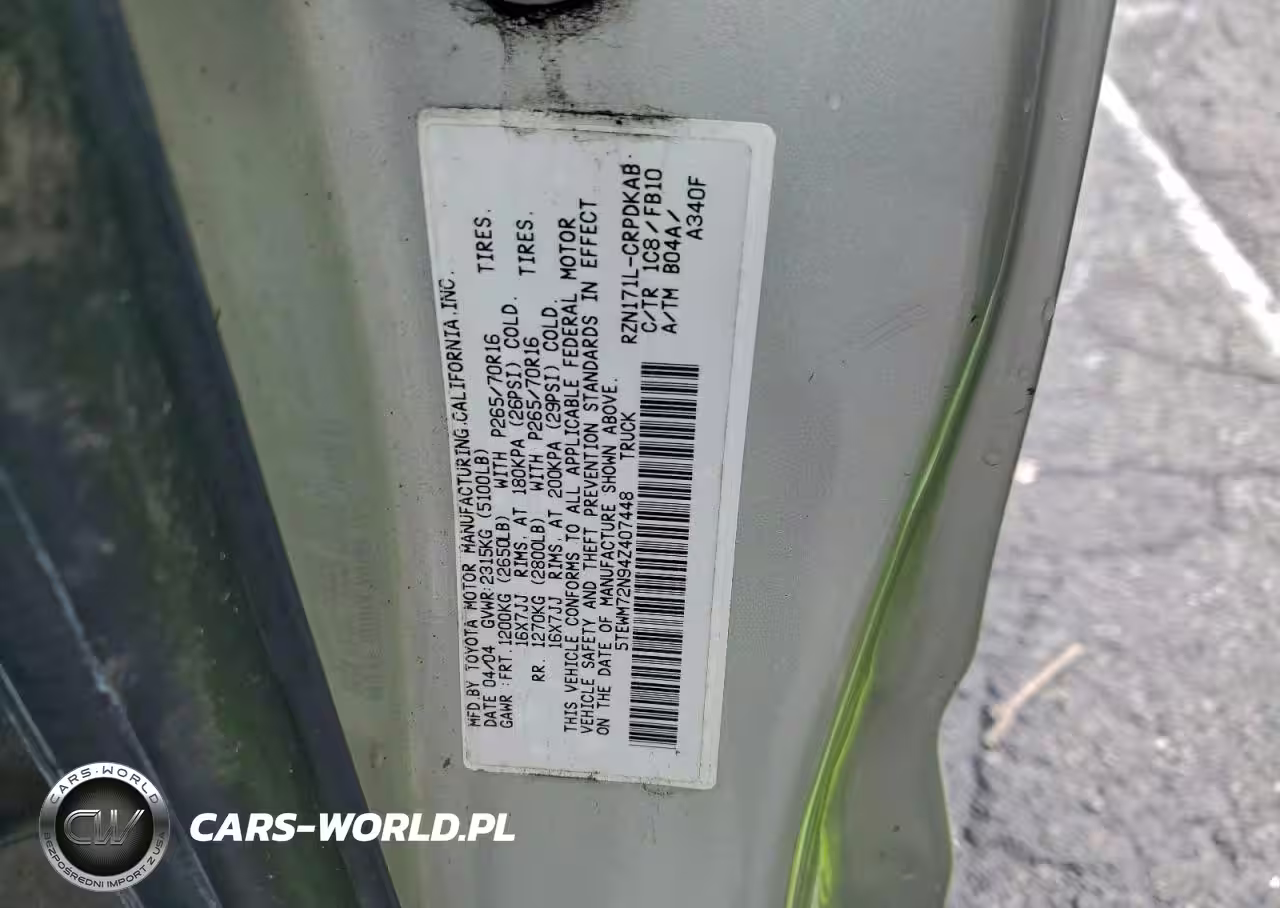 MFD.BY TOYOTA MOTOR MANUFACTURING.CALIFORNIA.INC.
DATE 04/04 GVWR:2315KG (5100LB)
GAWR :FRT.1200KG (2650LB) WITH P265/70R16 TIRES.
16X7JJ RIMS. AT 180KPA (26PSI) COLD.
RR. 1270KG (2800LB) WITH P265/70R16 TIRES.
16X7JJ RIMS. AT 200KPA (29PSI) COLD.
THIS VEHICLE CONFORMS TO ALL APPLICABLE FEDERAL MOTOR
VEHICLE SAFETY AND THEFT PREVENTION STANDARDS IN EFFECT
ON THE DATE OF MANUFACTURE SHOWN ABOVE.
5TEWM72N94Z407448 TRUCK
RZN171L-CRPDKAB
C/TR 1C8/FB10
A/TM B04A/
A340F
CARS-WORLD
CW
BEZPOŚREDNI IMPORT Z USA
CARS-WORLD.PL